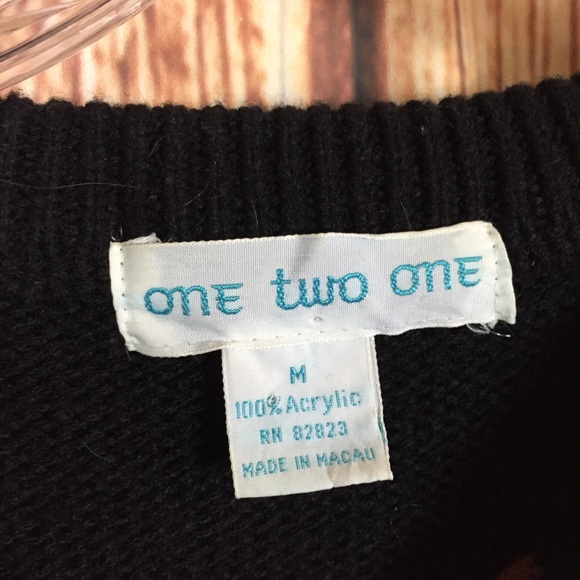 one two one
M
100% Acrylic
RN 82823
MADE IN MACAU